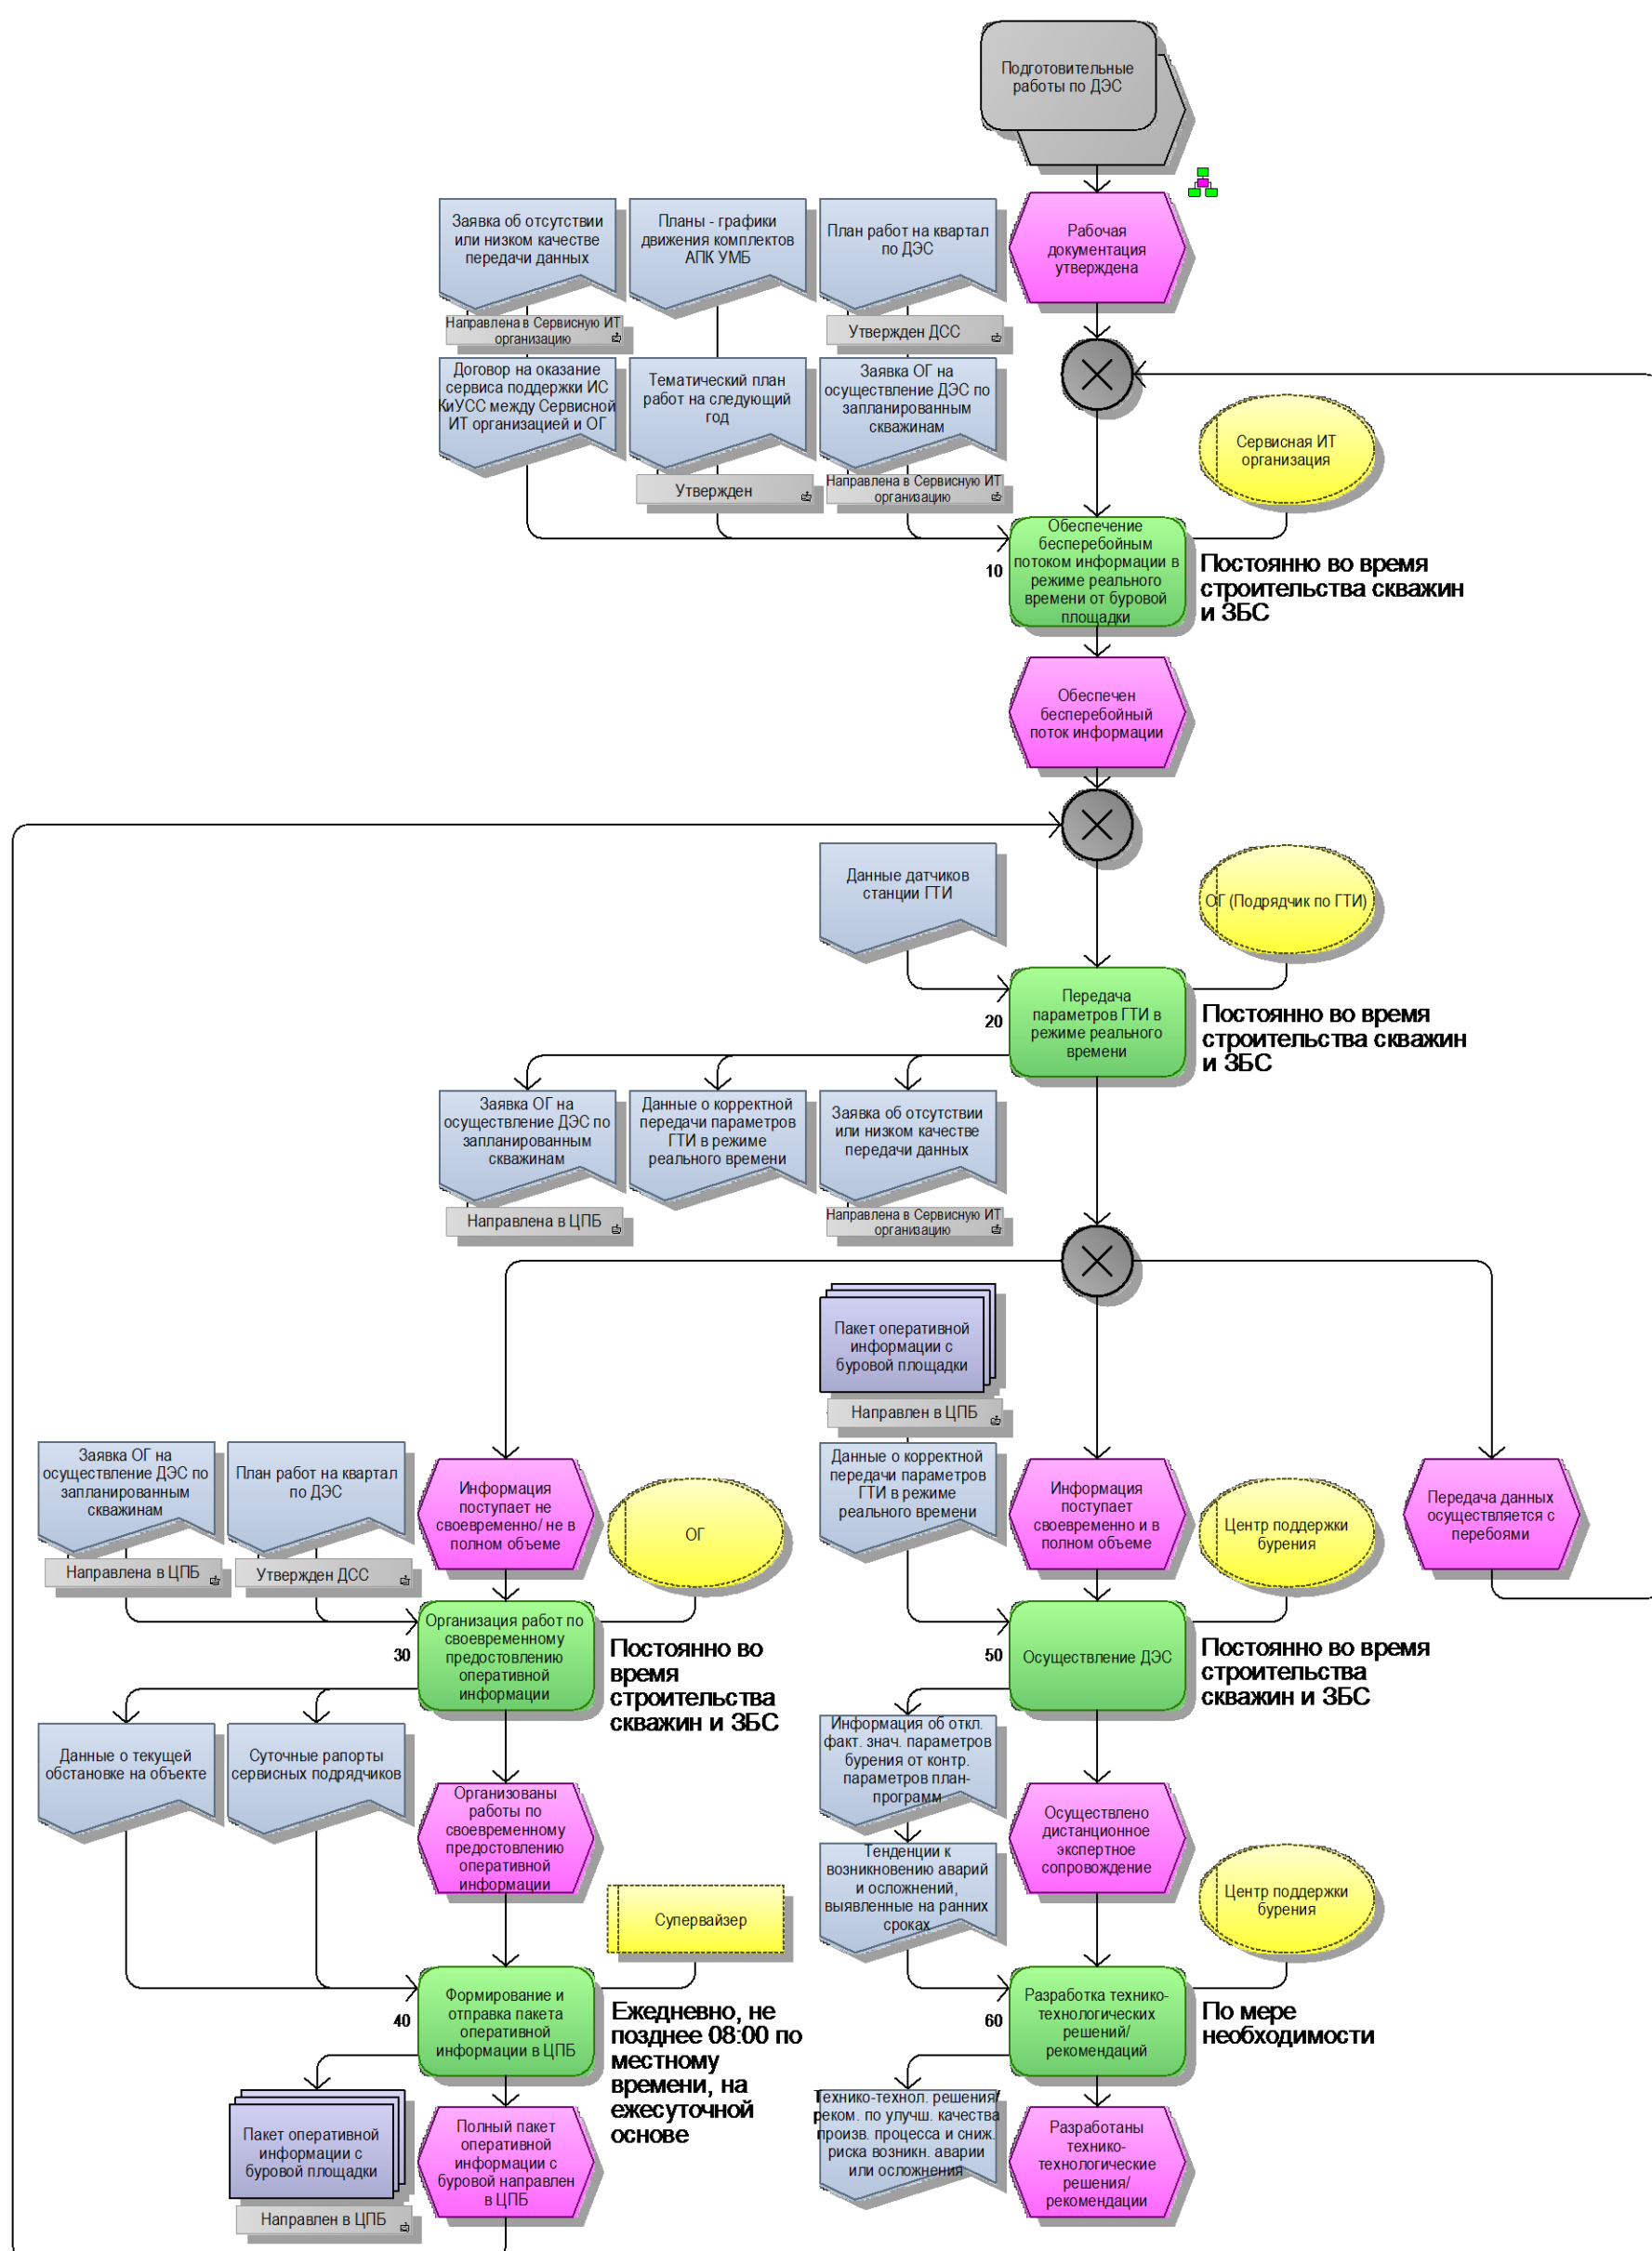 Подготовительные
работы по ДЭС
Заявка об отсутствии
или низком качестве
передачи данных
Планы - графики
движения комплектов
АПК УМБ
План работ на квартал
по ДЭС
Рабочая
документация
утверждена
Направлена в Сервисную ИТ
организацию
Утвержден ДСС
Договор на оказание
сервиса поддержки ИС
КиУСС между Сервисной
ИТ организацией и ОГ
Тематический план
работ на следующий
год
Заявка ОГ на
осуществление ДЭС по
запланированным
скважинам
Утвержден
Направлена в Сервисную ИТ
организацию
Сервисная ИТ
организация
Обеспечение
бесперебойным
потоком информации в
режиме реального
времени от буровой
площадки
10
Постоянно во время
строительства скважин
и ЗБС
Обеспечен
бесперебойный
поток информации
Данные датчиков
станции ГТИ
ОГ (Подрядчик по ГТИ)
Передача
параметров ГТИ в
режиме реального
времени
20
Постоянно во время
строительства скважин
и ЗБС
Заявка ОГ на
осуществление ДЭС по
запланированным
скважинам
Данные о корректной
передачи параметров
ГТИ в режиме
реального времени
Заявка об отсутствии
или низком качестве
передачи данных
Направлена в ЦПБ
Направлена в Сервисную ИТ
организацию
Пакет оперативной
информации с
буровой площадки
Направлен в ЦПБ
Заявка ОГ на
осуществление ДЭС по
запланированным
скважинам
План работ на квартал
по ДЭС
Информация
поступает не
своевременно/ не в
полном объеме
ОГ
Данные о корректной
передачи параметров
ГТИ в режиме
реального времени
Информация
поступает
своевременно и в
полном объеме
Центр поддержки
бурения
Передача данных
осуществляется с
перебоями
Направлена в ЦПБ
Утвержден ДСС
Организация работ по
своевременному
предостовлению
оперативной
информации
30
Постоянно во
время
строительства
скважин и ЗБС
Осуществление ДЭС
50
Постоянно во время
строительства
скважин и ЗБС
Данные о текущей
обстановке на объекте
Суточные рапорты
сервисных подрядчиков
Организованы
работы по
своевременному
предостовлению
оперативной
информации
Информация об откл.
факт. знач. параметров
бурения от контр.
параметров план-
программ
Осуществлено
дистанционное
экспертное
сопровождение
Тенденции к
возникновению аварий
и осложнений,
выявленные на ранних
сроках
Центр поддержки
бурения
Супервайзер
Формирование и
отправка пакета
оперативной
информации в ЦПБ
40
Ежедневно, не
позднее 08:00 по
местному
времени, на
ежесуточной
основе
Разработка технико-
технологических
решений/
рекомендаций
60
По мере
необходимости
Пакет оперативной
информации с
буровой площадки
Направлен в ЦПБ
Полный пакет
оперативной
информации с
буровой направлен
в ЦПБ
Технико-технол. решения/
реком. по улучш. качества
произв. процесса и сниж.
риска возникн. аварии
или осложнения
Разработаны
технико-
технологические
решения/
рекомендации